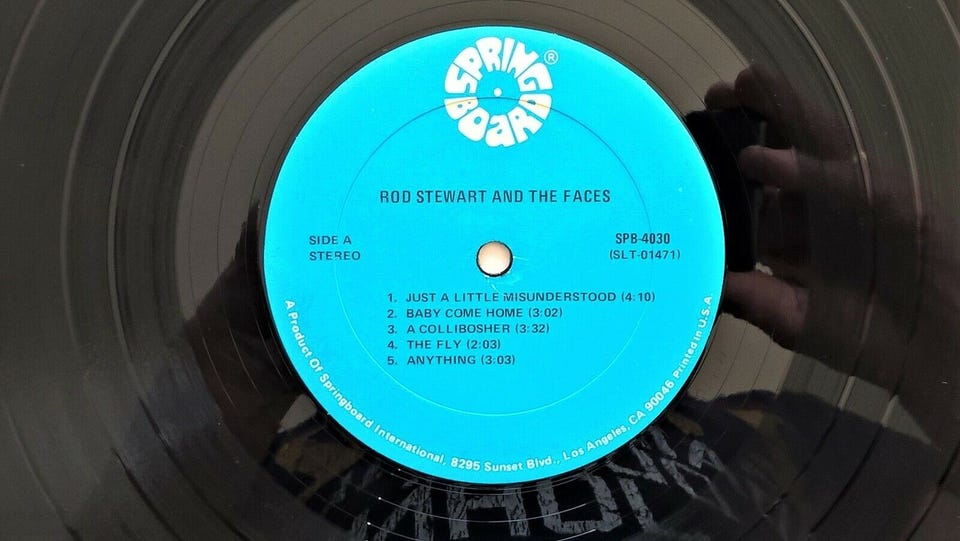 SPRINGBOARD®
ROD STEWART AND THE FACES
SIDE A
STEREO
SPB-4030
(SLT-01471)
1. JUST A LITTLE MISUNDERSTOOD (4:10)
2. BABY COME HOME (3:02)
3. A COLLIBOSHER (3:32)
4. THE FLY (2:03)
5. ANYTHING (3:03)
A Product Of Springboard International, 8295 Sunset Blvd., Los Angeles, CA 90046 Printed in U.S.A.